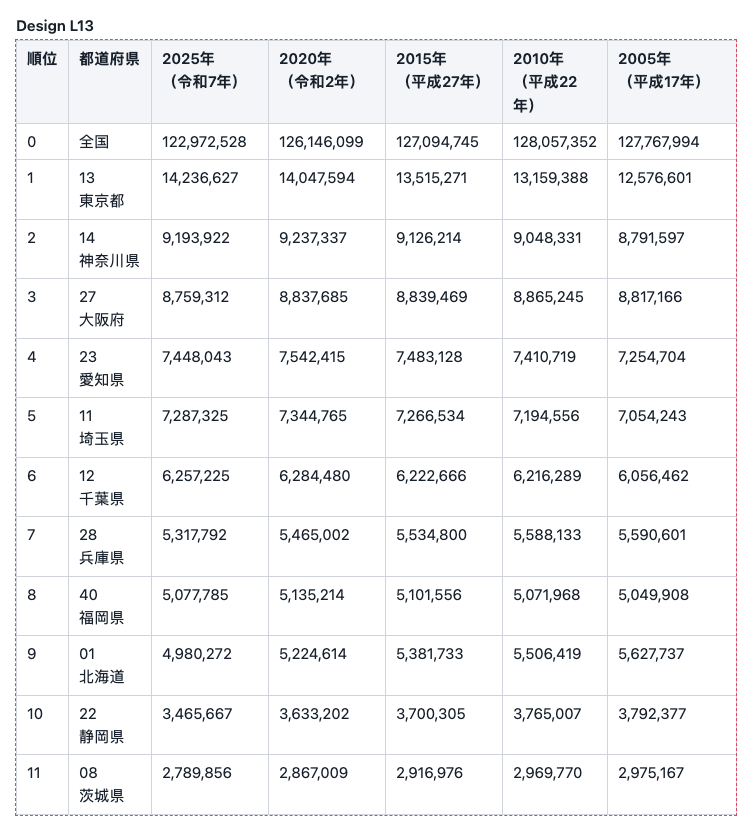 Design L13
順位 都道府県 2025年 2020年 2015年 2010年 2005年
（令和7年） （令和2年） （平成27年） （平成22 （平成17年）
年）
0 全国 122,972,528 126,146,099 127,094,745 128,057,352 127,767,994
1 13 14,236,627 14,047,594 13,515,271 13,159,388 12,576,601
東京都
2 14 9,193,922 9,237,337 9,126,214 9,048,331 8,791,597
神奈川県
3 27 8,759,312 8,837,685 8,839,469 8,865,245 8,817,166
大阪府
4 23 7,448,043 7,542,415 7,483,128 7,410,719 7,254,704
愛知県
5 11 7,287,325 7,344,765 7,266,534 7,194,556 7,054,243
埼玉県
6 12 6,257,225 6,284,480 6,222,666 6,216,289 6,056,462
千葉県
7 28 5,317,792 5,465,002 5,534,800 5,588,133 5,590,601
兵庫県
8 40 5,077,785 5,135,214 5,101,556 5,071,968 5,049,908
福岡県
9 01 4,980,272 5,224,614 5,381,733 5,506,419 5,627,737
北海道
10 22 3,465,667 3,633,202 3,700,305 3,765,007 3,792,377
静岡県
11 08 2,789,856 2,867,009 2,916,976 2,969,770 2,975,167
茨城県